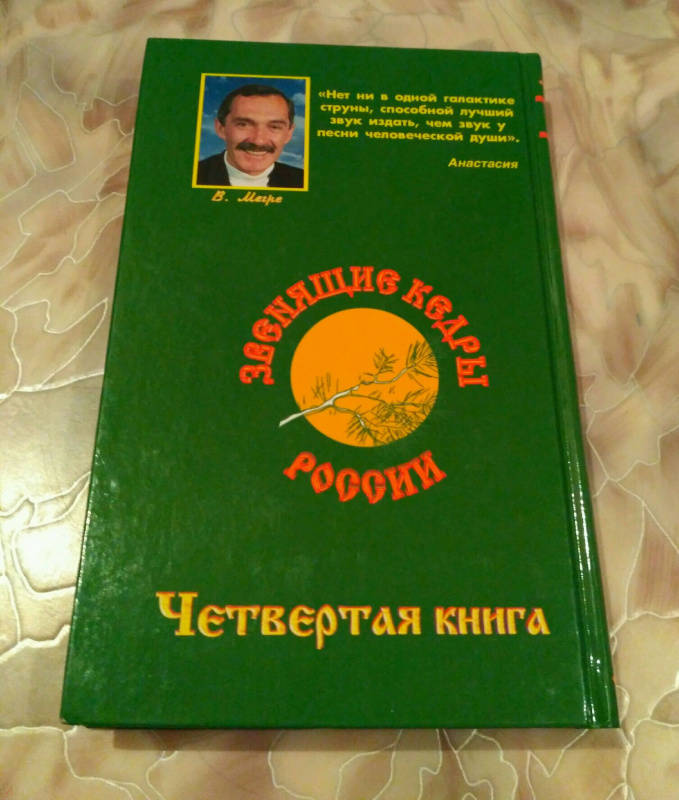 «Нет ни в одной галактике
струны, способной лучший
звук издать, чем звук у
песни человеческой души».
Анастасия
В. Мегре
ЗВЕНЯЩИЕ КЕДРЫ
РОССИИ
Четвертая книга